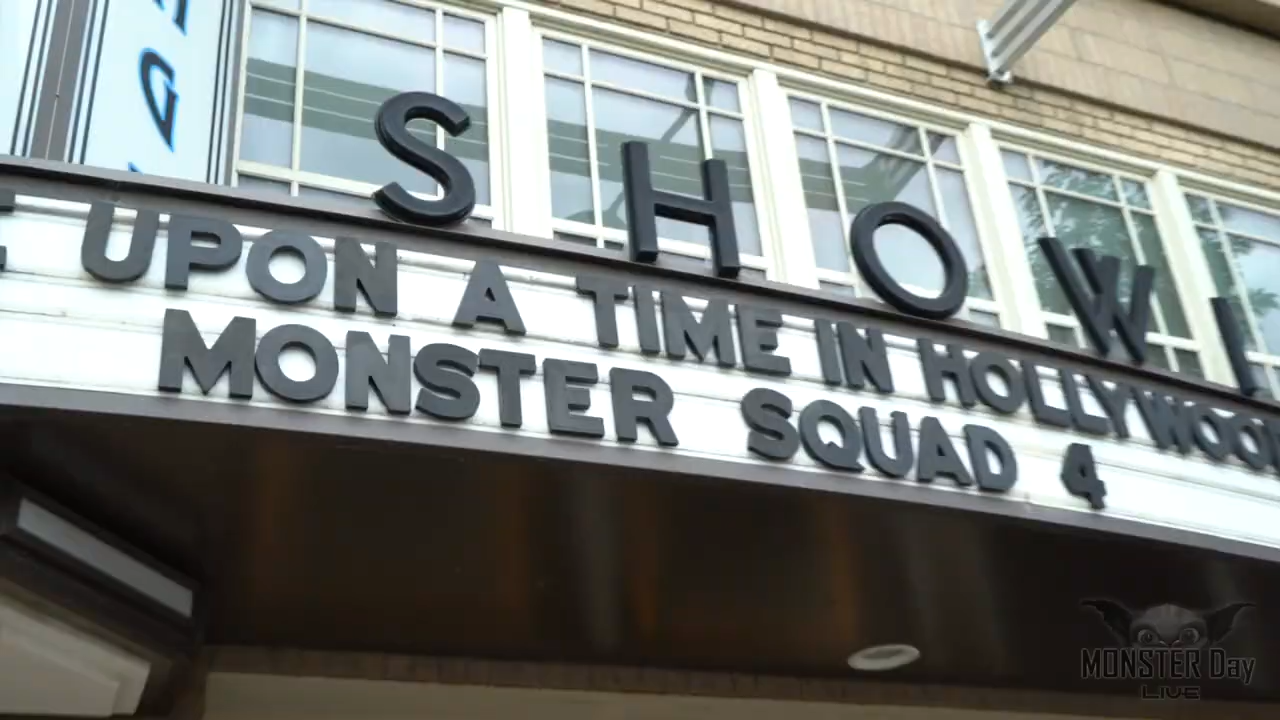 SHOW
UPON A TIME IN HOLLYWOO
MONSTER SQUAD 4
MONSTER Day
LIVE